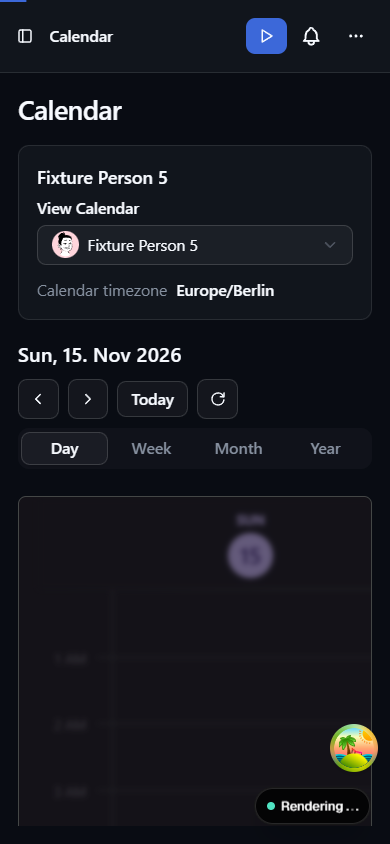 Calendar
Calendar
Fixture Person 5
View Calendar
Fixture Person 5
Calendar timezone Europe/Berlin
Sun, 15. Nov 2026
Today
Day Week Month Year
SUN
15
1 AM
2 AM
3 AM
Rendering ...